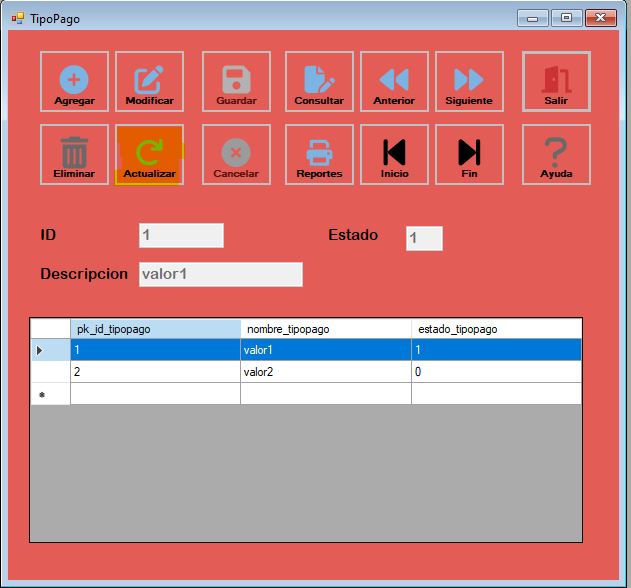 TipoPago
Agregar Modificar Guardar Consultar Anterior Siguiente Salir
Eliminar Actualizar Cancelar Reportes Inicio Fin Ayuda
ID 1 Estado 1
Descripcion valor1
pk_id_tipopago nombre_tipopago estado_tipopago
1 valor1 1
2 valor2 0